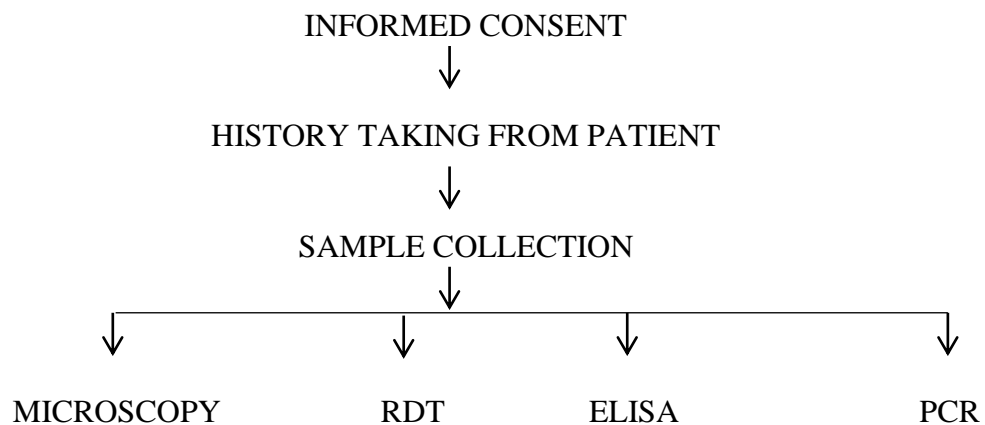 INFORMED CONSENT
HISTORY TAKING FROM PATIENT
SAMPLE COLLECTION
MICROSCOPY RDT ELISA PCR